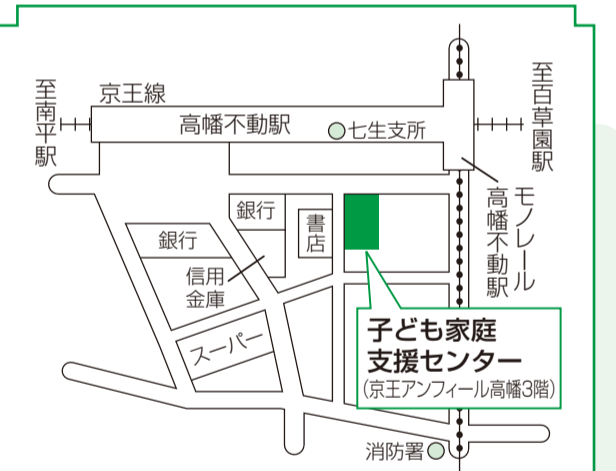 京王線
至南平駅
高幡不動駅
七生支所
至百草園駅
モノレール
高幡不動駅
銀行
銀行
書店
信用
金庫
スーパー
子ども家庭
支援センター
(京王アンフィール高幡3階)
消防署